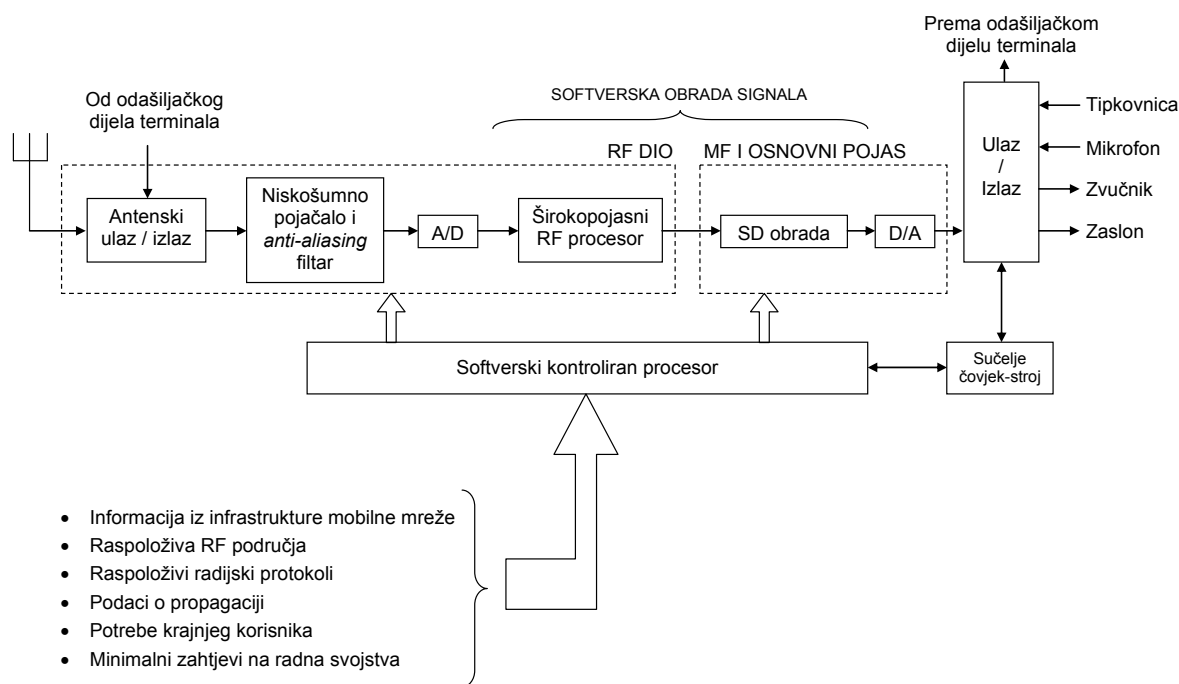 Prema odašiljačkom
dijelu terminala
Od odašiljačkog
dijela terminala
SOFTVERSKA OBRADA SIGNALA
RF DIO
MF I OSNOVNI POJAS
Antenski
ulaz / izlaz
Niskošumno
pojačalo i
anti-aliasing
filtar
A/D
Širokopojasni
RF procesor
SD obrada
D/A
Ulaz
/
Izlaz
Tipkovnica
Mikrofon
Zvučnik
Zaslon
Softverski kontroliran procesor
Sučelje
čovjek-stroj
• Informacija iz infrastrukture mobilne mreže
• Raspoloživa RF područja
• Raspoloživi radijski protokoli
• Podaci o propagaciji
• Potrebe krajnjeg korisnika
• Minimalni zahtjevi na radna svojstva